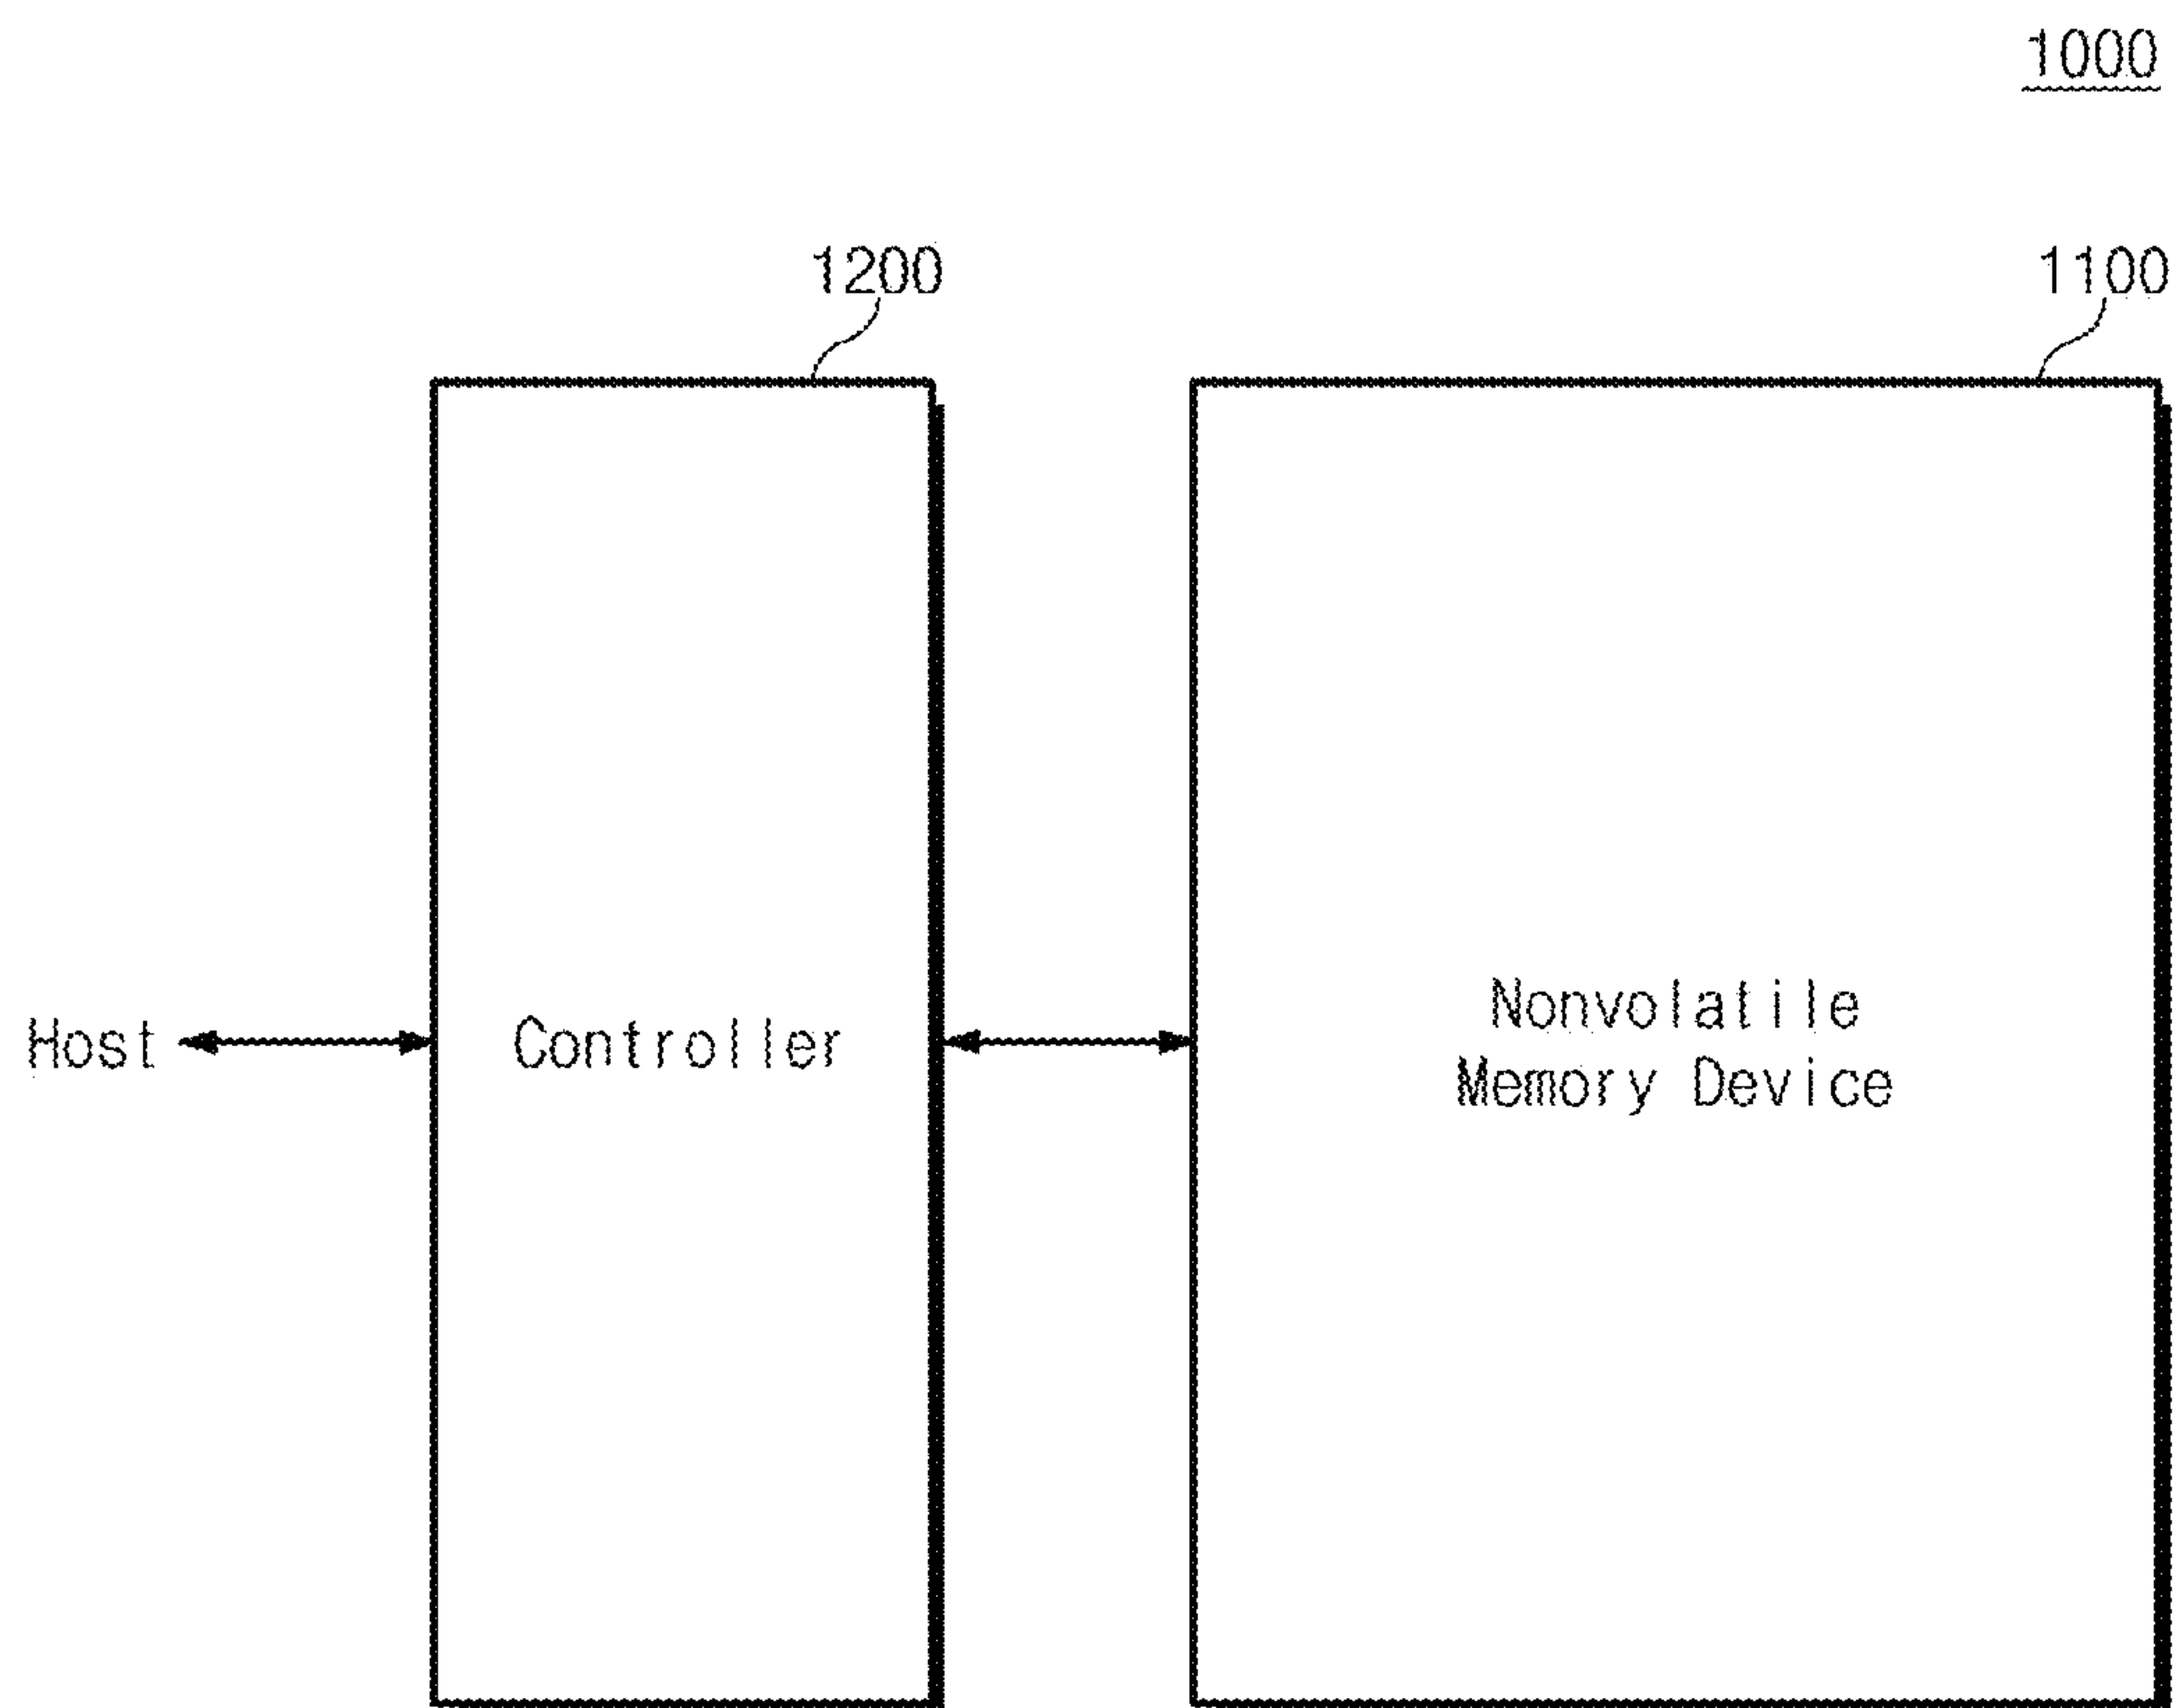 1000
1200
1100
Host
Controller
Nonvolatile
Memory Device